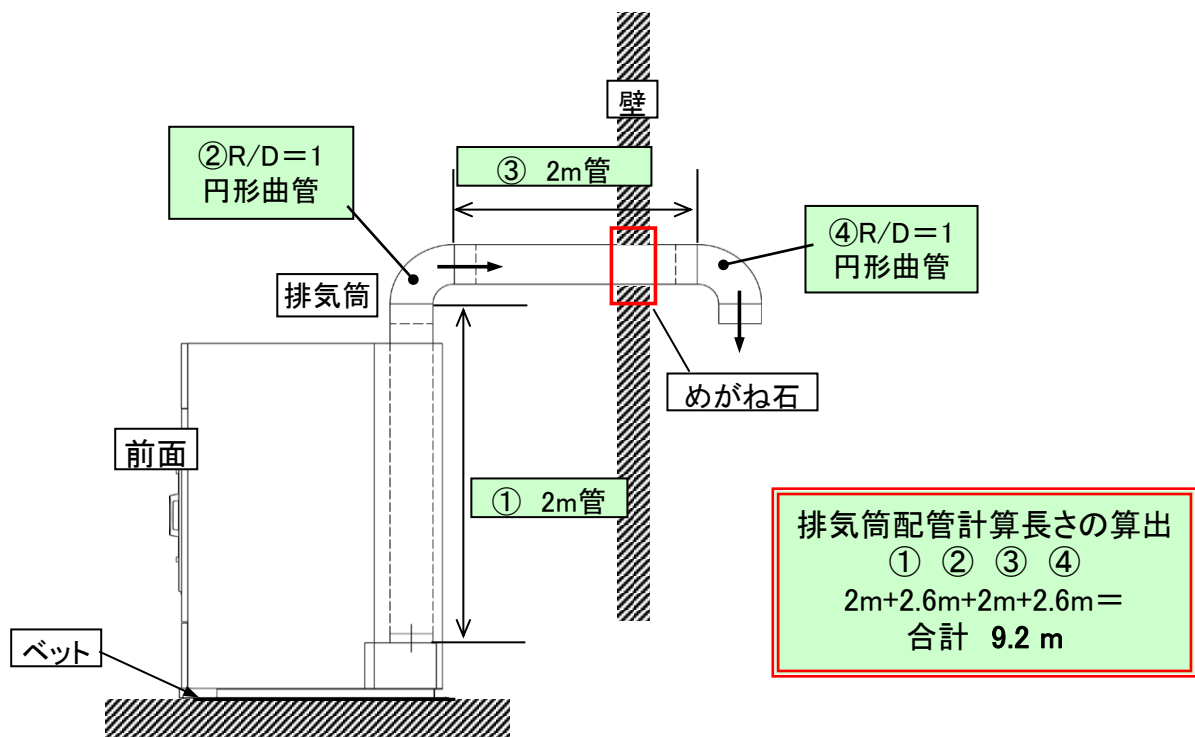 壁
②R/D＝1
円形曲管
③ 2m管
④R/D＝1
円形曲管
排気筒
めがね石
前面
① 2m管
排気筒配管計算長さの算出
① ② ③ ④
2m+2.6m+2m+2.6m＝
合計 9.2 m
ベット